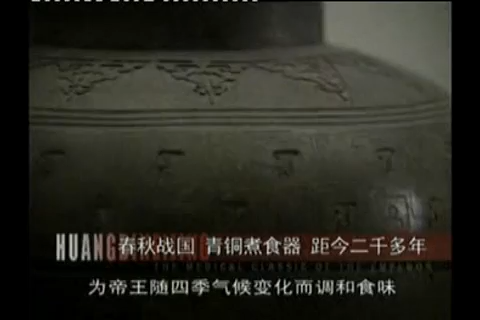 春秋战国 青铜煮食器 距今二千多年
THE MEDICAL CLASSIC OF THE EMPEROR
为帝王随四季气候变化而调和食味